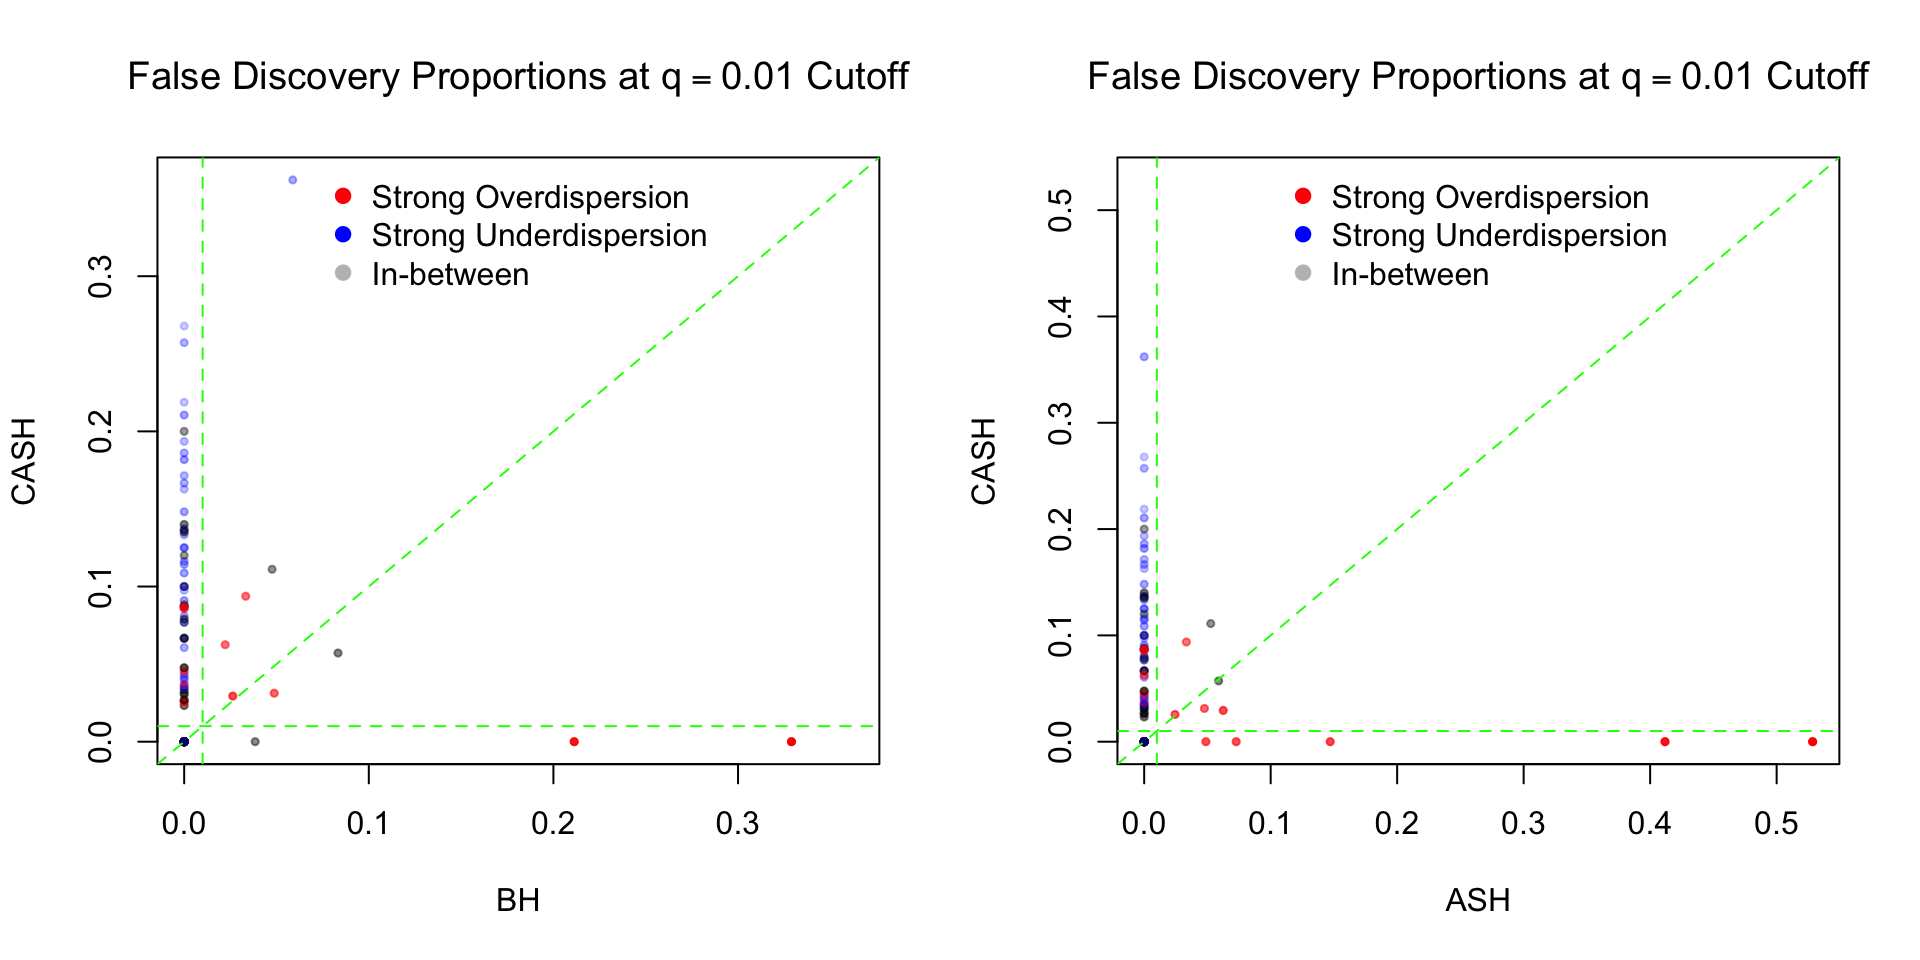 False Discovery Proportions at q = 0.01 Cutoff
Strong Overdispersion
Strong Underdispersion
In-between
CASH
0.0
0.1
0.2
0.3
0.0
0.1
0.2
0.3
BH
False Discovery Proportions at q = 0.01 Cutoff
Strong Overdispersion
Strong Underdispersion
In-between
CASH
0.0
0.1
0.2
0.3
0.4
0.5
0.0
0.1
0.2
0.3
0.4
0.5
ASH